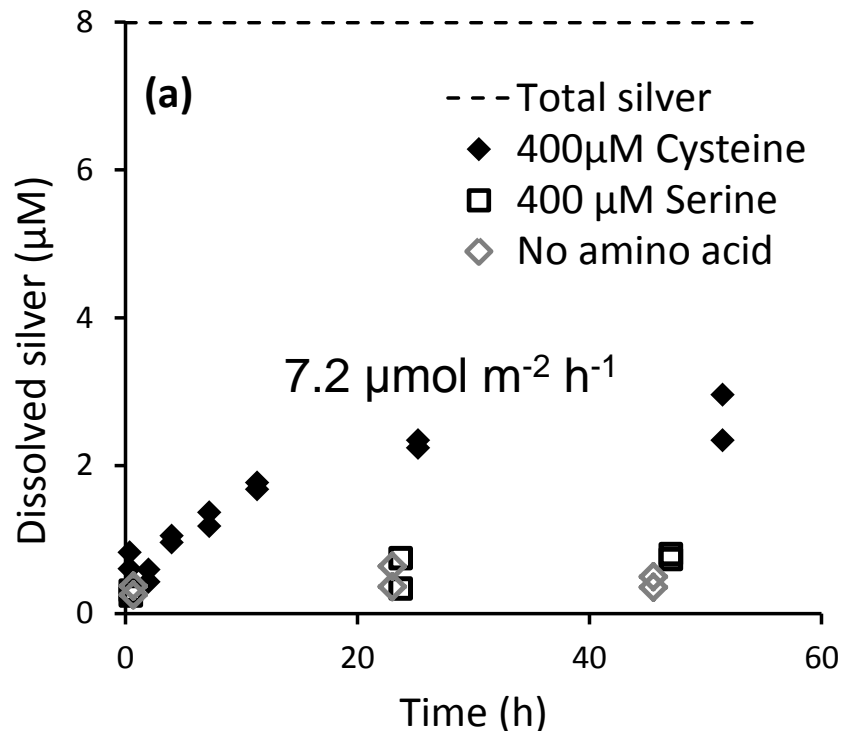 8
(a)
Total silver
400µM Cysteine
400 µM Serine
No amino acid
6
4
7.2 µmol m⁻² h⁻¹
2
0
0 20 40 60
Dissolved silver (µM)
Time (h)